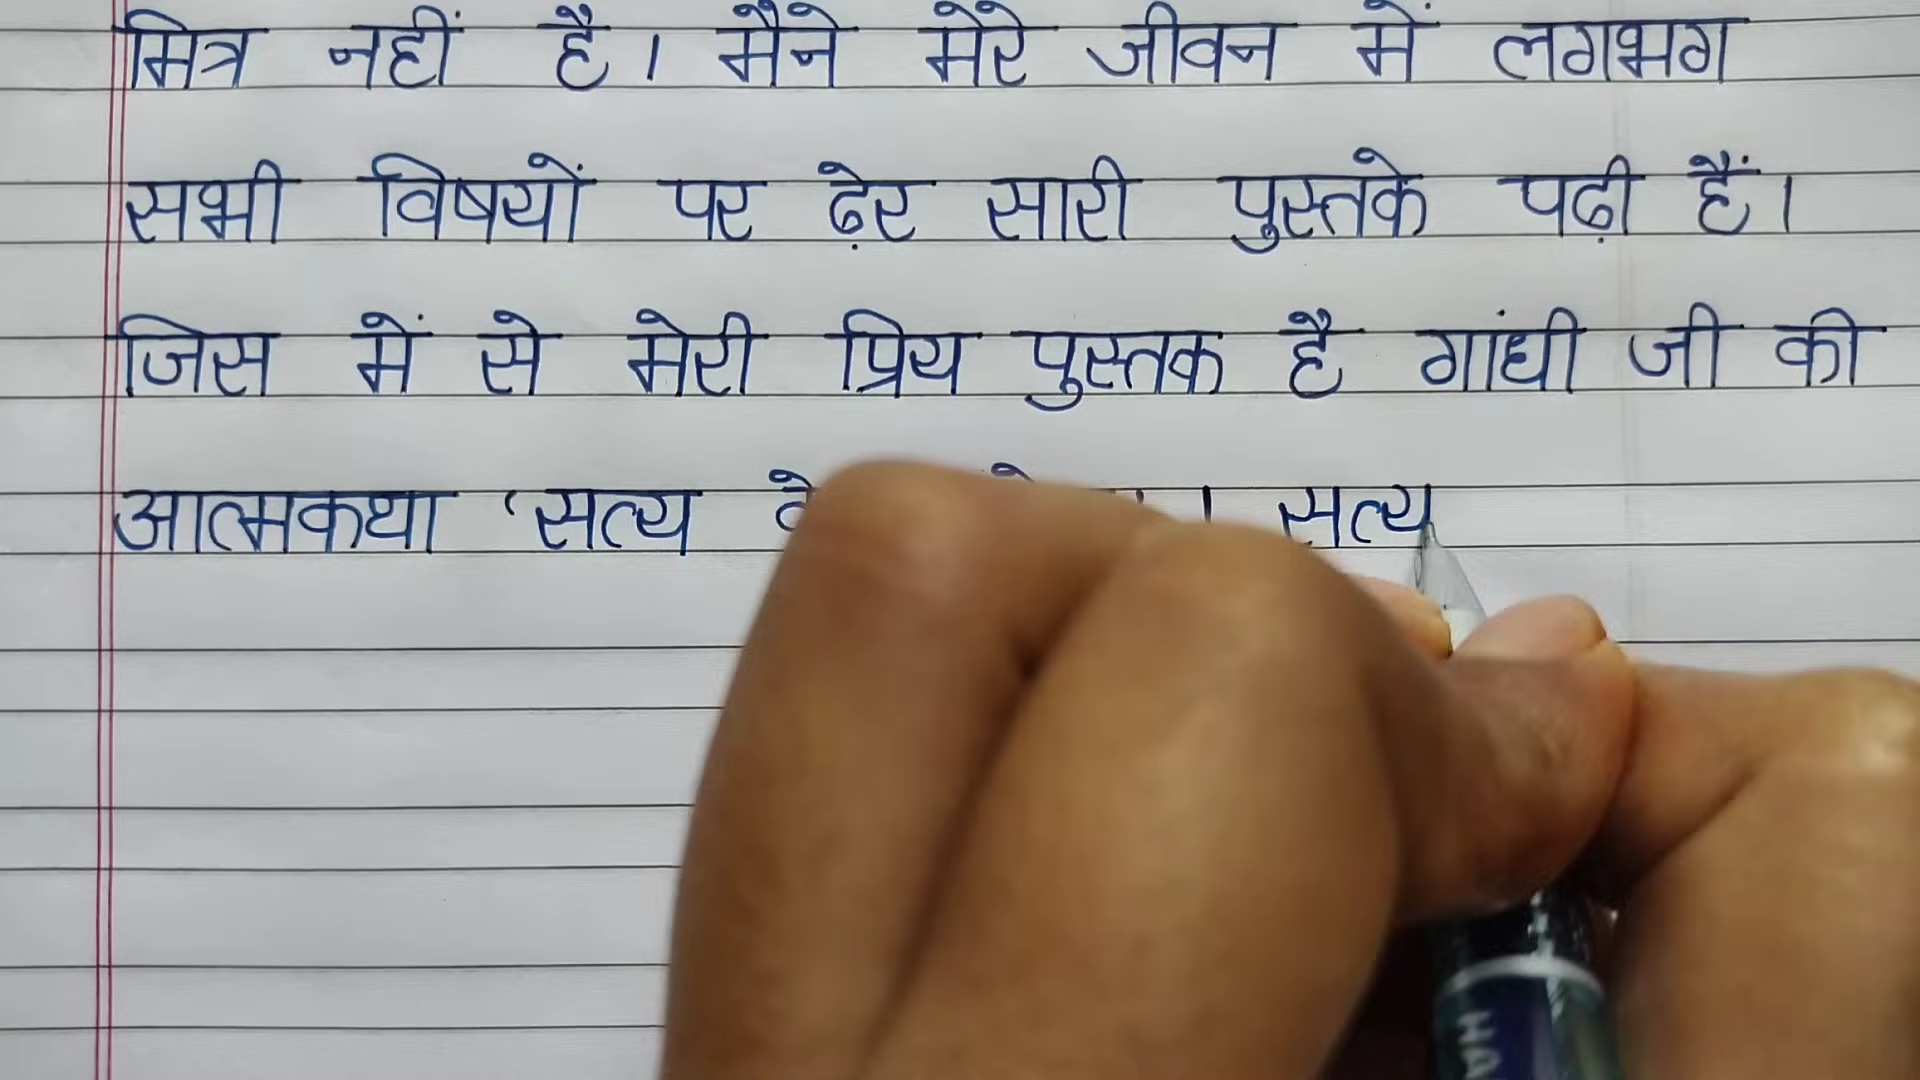 मित्र नहीं है। मैने मेरे जीवन में लगभग
सभी विषयों पर ढ़ेर सारी पुस्तके पढ़ी हैं।
जिस में से मेरी प्रिय पुस्तक है गांधी जी की
आत्मकथा ‘सत्य । सत्य